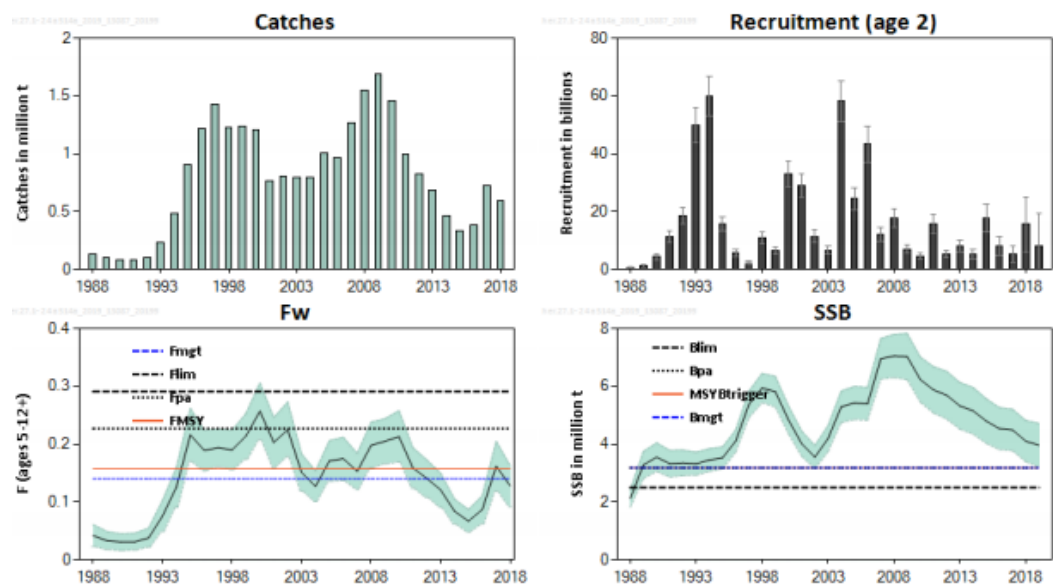 Catches
Catches in million t
2
1.5
1
0.5
0
1988 1993 1998 2003 2008 2013 2018
Recruitment (age 2)
Recruitment in billions
80
60
40
20
0
1988 1993 1998 2003 2008 2013 2018
Fw
F (ages 5-12+)
0.4
0.3
0.2
0.1
0
Fmgt
Flim
Fpa
FMSY
1988 1993 1998 2003 2008 2013 2018
SSB
SSB in million t
8
6
4
2
0
Blim
Bpa
MSYBtrigger
Bmgt
1988 1993 1998 2003 2008 2013 2018